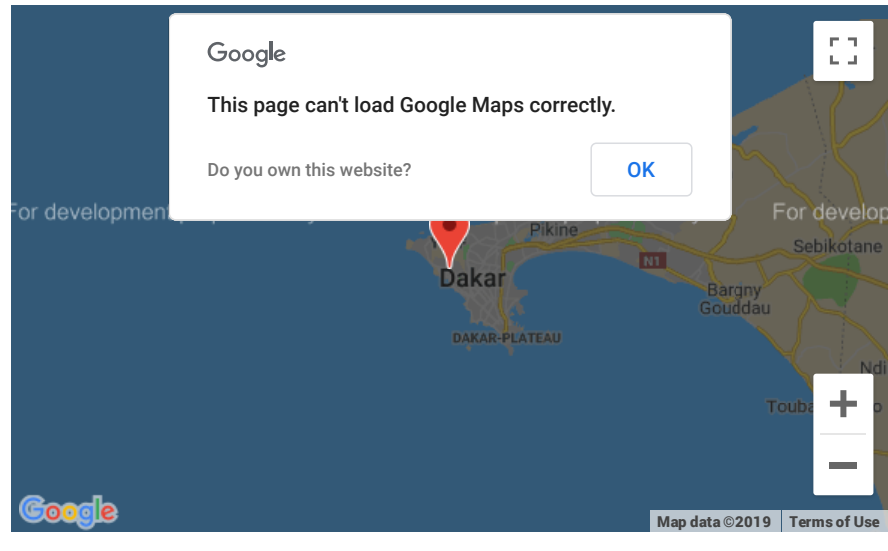 Google
This page can't load Google Maps correctly.
Do you own this website?
OK
For development
For develop
Pikine
Sebikotane
N1
Dakar
Bargny
Gouddau
DAKAR-PLATEAU
Ndi
Touba
Google
Map data ©2019
Terms of Use